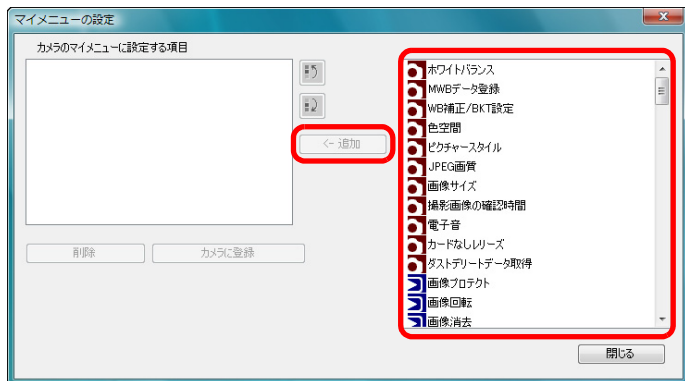 マイメニューの設定
カメラのマイメニューに設定する項目
<- 追加
削除
カメラに登録
ホワイトバランス
MWBデータ登録
WB補正/BKT設定
色空間
ピクチャースタイル
JPEG画質
画像サイズ
撮影画像の確認時間
電子音
カードなしレリーズ
ダストデリートデータ取得
画像プロテクト
画像回転
画像消去
閉じる